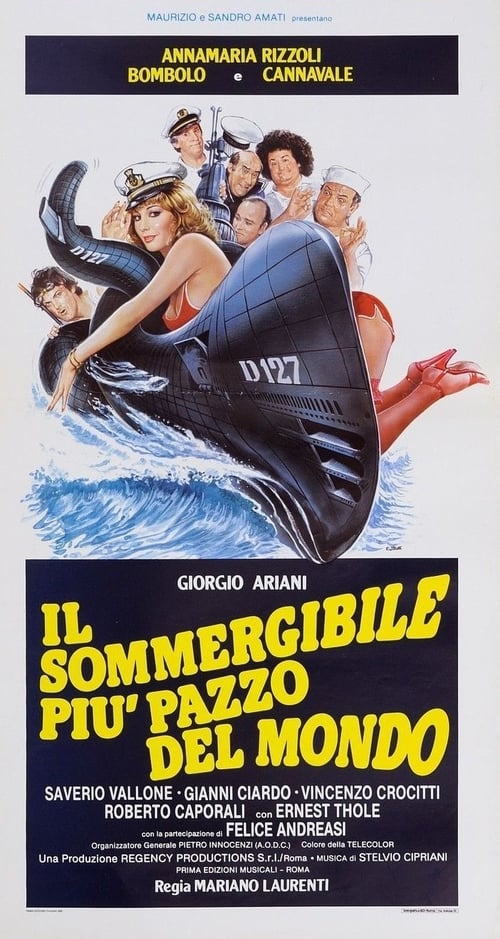 MAURIZIO e SANDRO AMATI presentano
ANNAMARIA RIZZOLI
BOMBOLO e CANNAVALE
D127
D127
GIORGIO ARIANI
IL
SOMMERGIBILE
PIU' PAZZO
DEL MONDO
SAVERIO VALLONE · GIANNI CIARDO · VINCENZO CROCITTI
ROBERTO CAPORALI con ERNEST THOLE
con la partecipazione di FELICE ANDREASI
Organizzatore Generale PIETRO INNOCENZI (A.O.D.C.) Colore della TELECOLOR
Una Produzione REGENCY PRODUCTIONS S.r.l./Roma · MUSICA di STELVIO CIPRIANI
PRIMA EDIZIONI MUSICALI - ROMA
Regia MARIANO LAURENTI